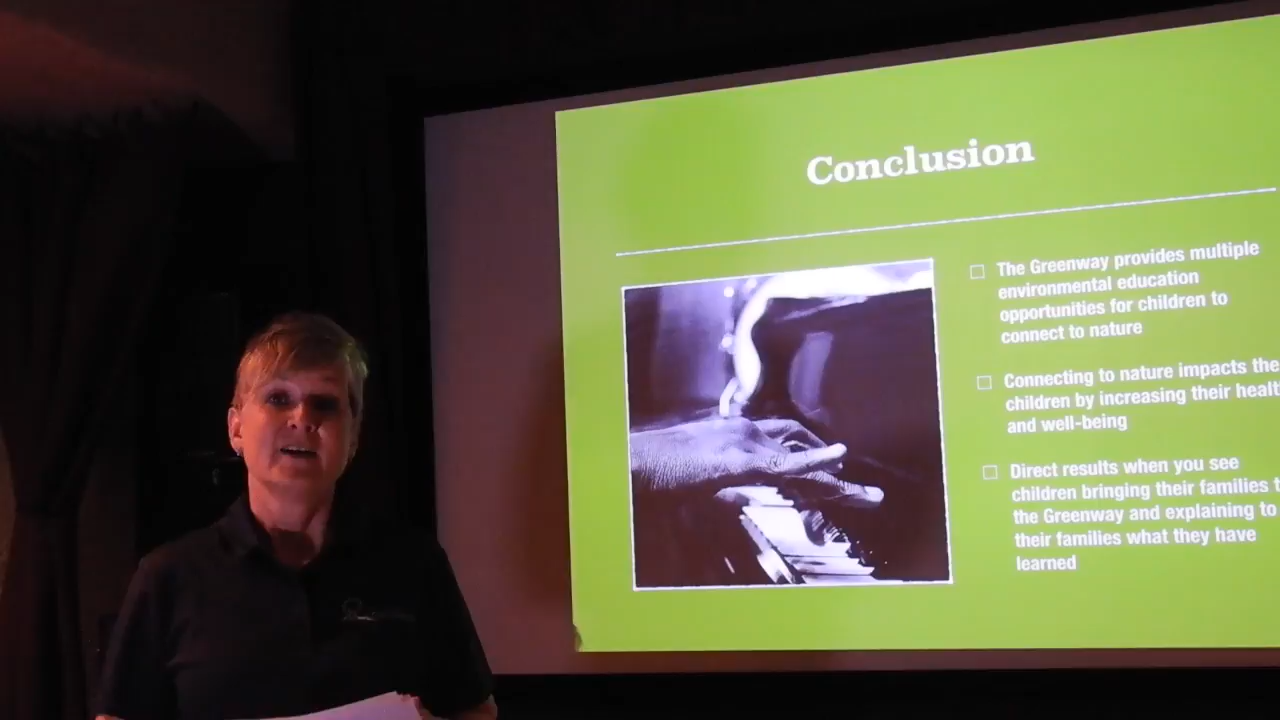 Conclusion
The Greenway provides multiple
environmental education
opportunities for children to
connect to nature
Connecting to nature impacts the
children by increasing their healt
and well-being
Direct results when you see
children bringing their families t
the Greenway and explaining to
their families what they have
learned